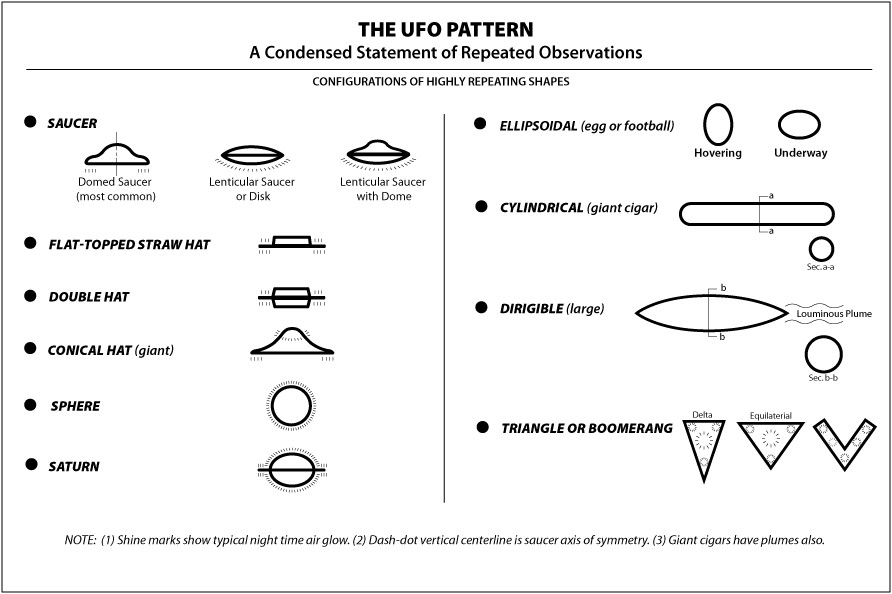 THE UFO PATTERN
A Condensed Statement of Repeated Observations
CONFIGURATIONS OF HIGHLY REPEATING SHAPES
SAUCER
Domed Saucer
(most common)
Lenticular Saucer
or Disk
Lenticular Saucer
with Dome
FLAT-TOPPED STRAW HAT
DOUBLE HAT
CONICAL HAT (giant)
SPHERE
SATURN
ELLIPSOIDAL (egg or football)
Hovering
Underway
CYLINDRICAL (giant cigar)
a
a
Sec. a-a
DIRIGIBLE (large)
b
b
Louminous Plume
Sec. b-b
TRIANGLE OR BOOMERANG
Delta
Equilaterial
NOTE: (1) Shine marks show typical night time air glow. (2) Dash-dot vertical centerline is saucer axis of symmetry. (3) Giant cigars have plumes also.